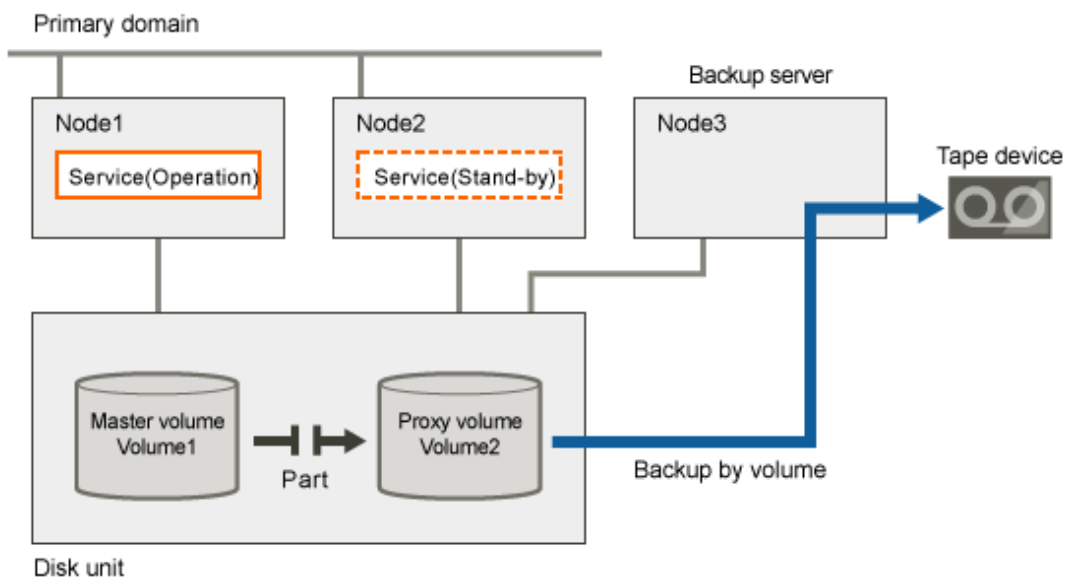 Primary domain
Backup server
Node1
Node2
Node3
Service(Operation)
Service(Stand-by)
Tape device
Master volume
Volume1
Proxy volume
Volume2
Part
Backup by volume
Disk unit